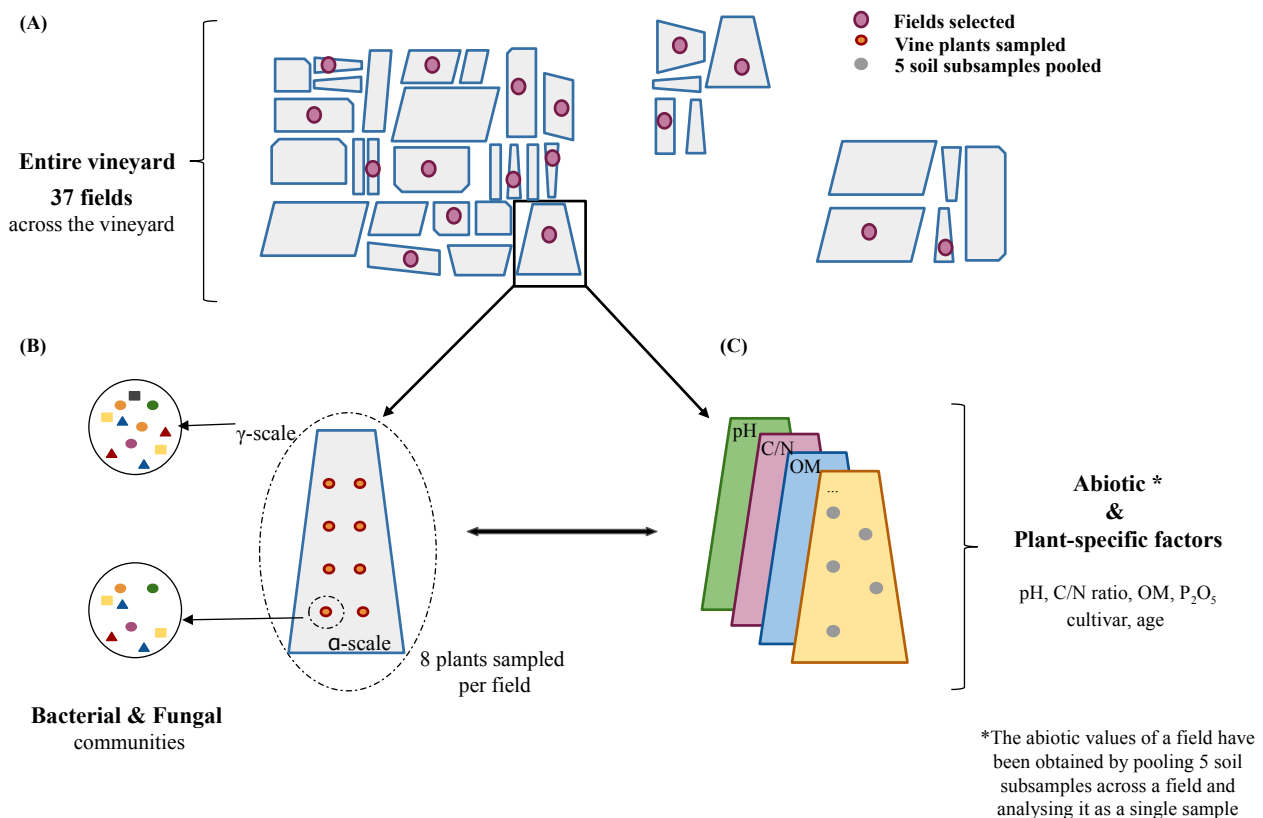 (A)
Fields selected
Vine plants sampled
5 soil subsamples pooled
Entire vineyard
37 fields
across the vineyard
(B)
(C)
γ-scale
α-scale
8 plants sampled
per field
Bacterial & Fungal
communities
pH
C/N
OM
...
Abiotic *
&
Plant-specific factors
pH, C/N ratio, OM, P₂O₅
cultivar, age
*The abiotic values of a field have
been obtained by pooling 5 soil
subsamples across a field and
analysing it as a single sample